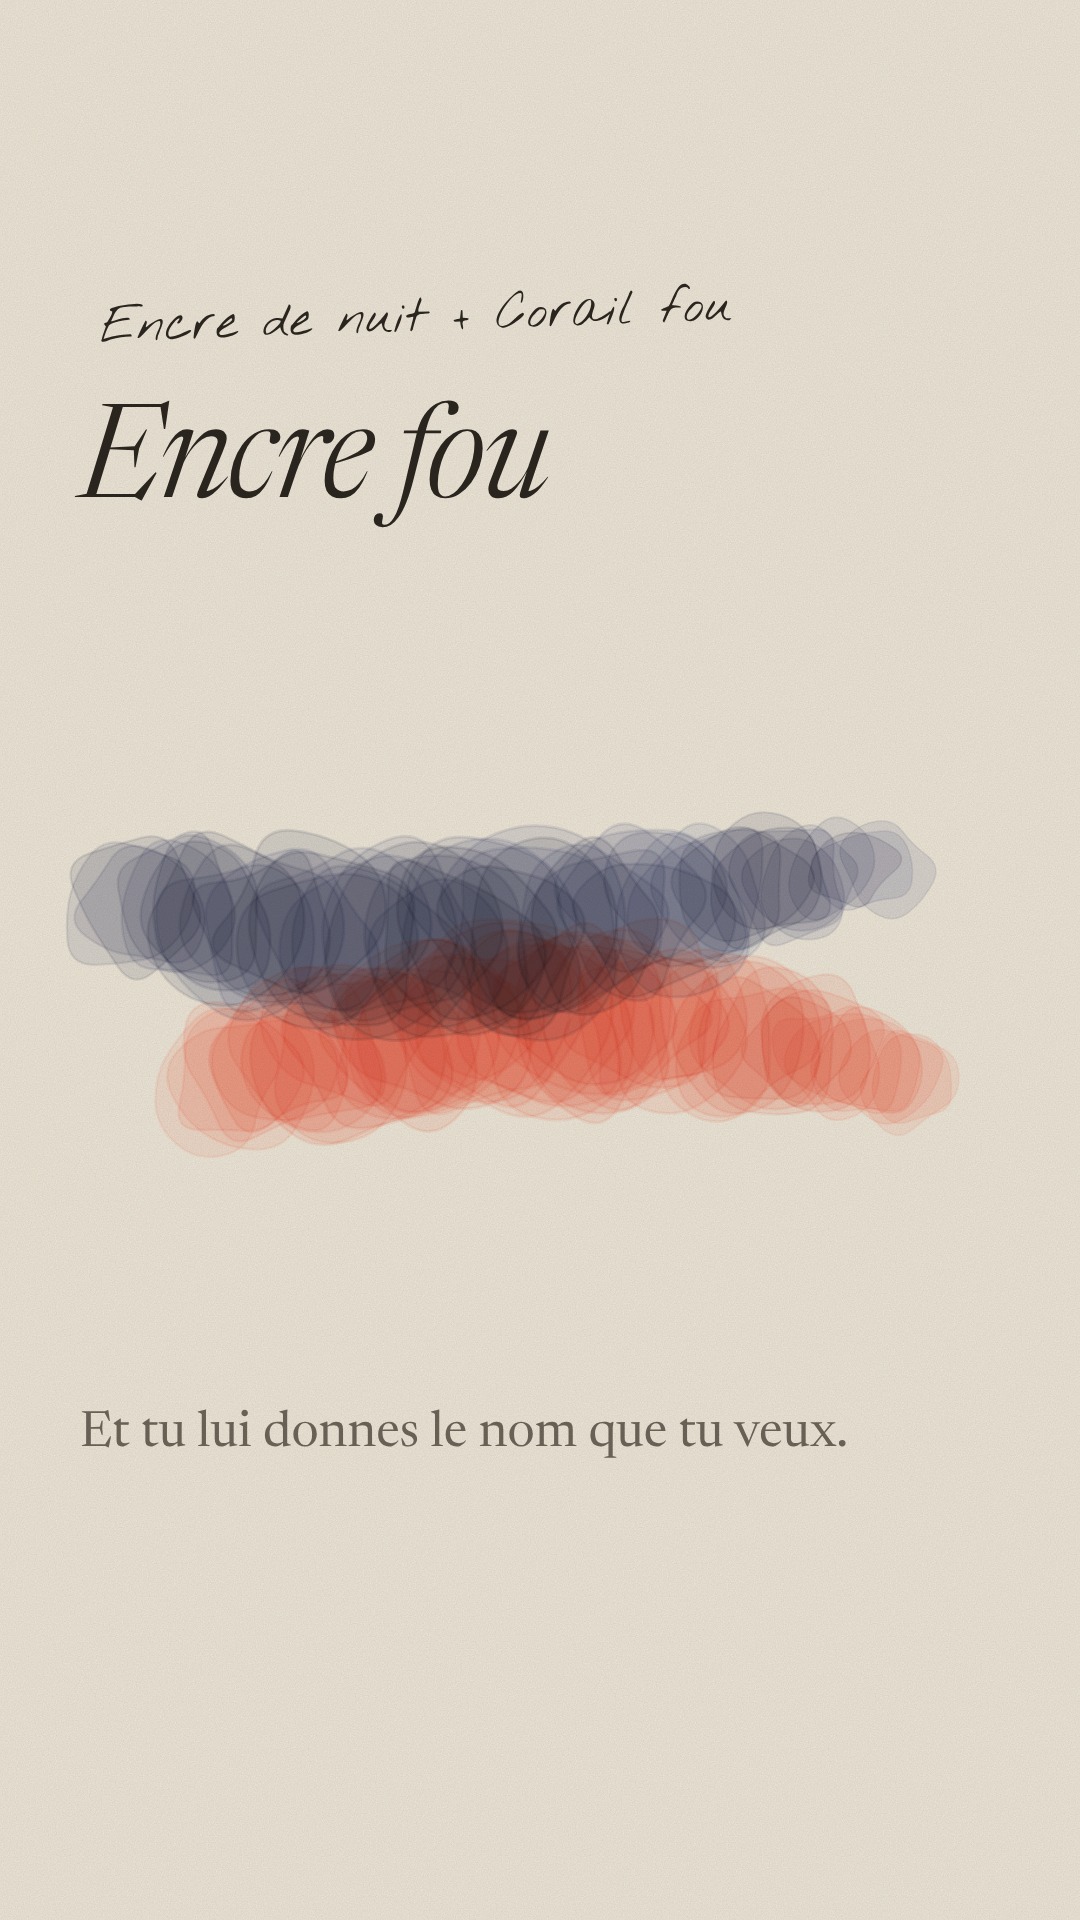 Encre de nuit + Corail fou
Encre fou
Et tu lui donnes le nom que tu veux.